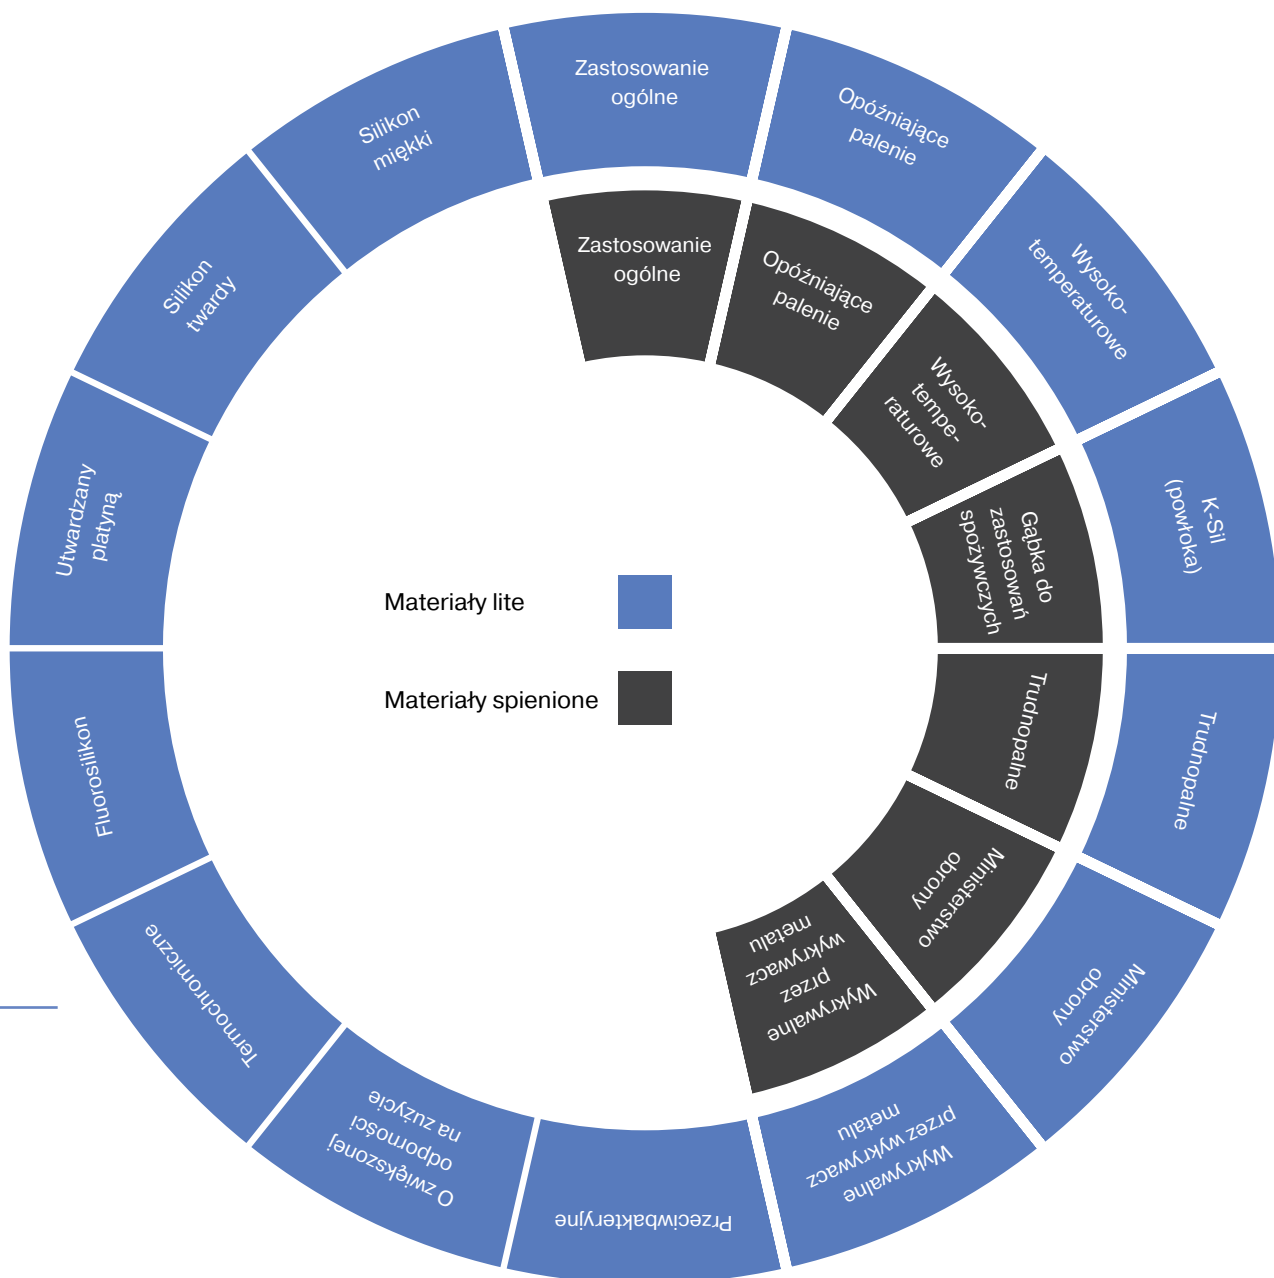 Zastosowanie
ogólne
Opóźniające
palenie
Wysoko-
temperaturowe
K-Sil
(powłoka)
Trudnopalne
Ministerstwo
obrony
Wykrywalne
przez wykrywacz
metalu
Przeciwbakteryjne
O zwiększonej
odporności
na zużycie
Termochromiczne
Fluorosilikon
Utwardzany
platyną
Silikon
twardy
Silikon
miękki
Zastosowanie
ogólne
Opóźniające
palenie
Wysoko-
tempe-
raturowe
Gąbka do
zastosowań
spożywczych
Trudnopalne
Ministerstwo
obrony
Wykrywalne
przez
wykrywacz
metalu
Materiały lite
Materiały spienione